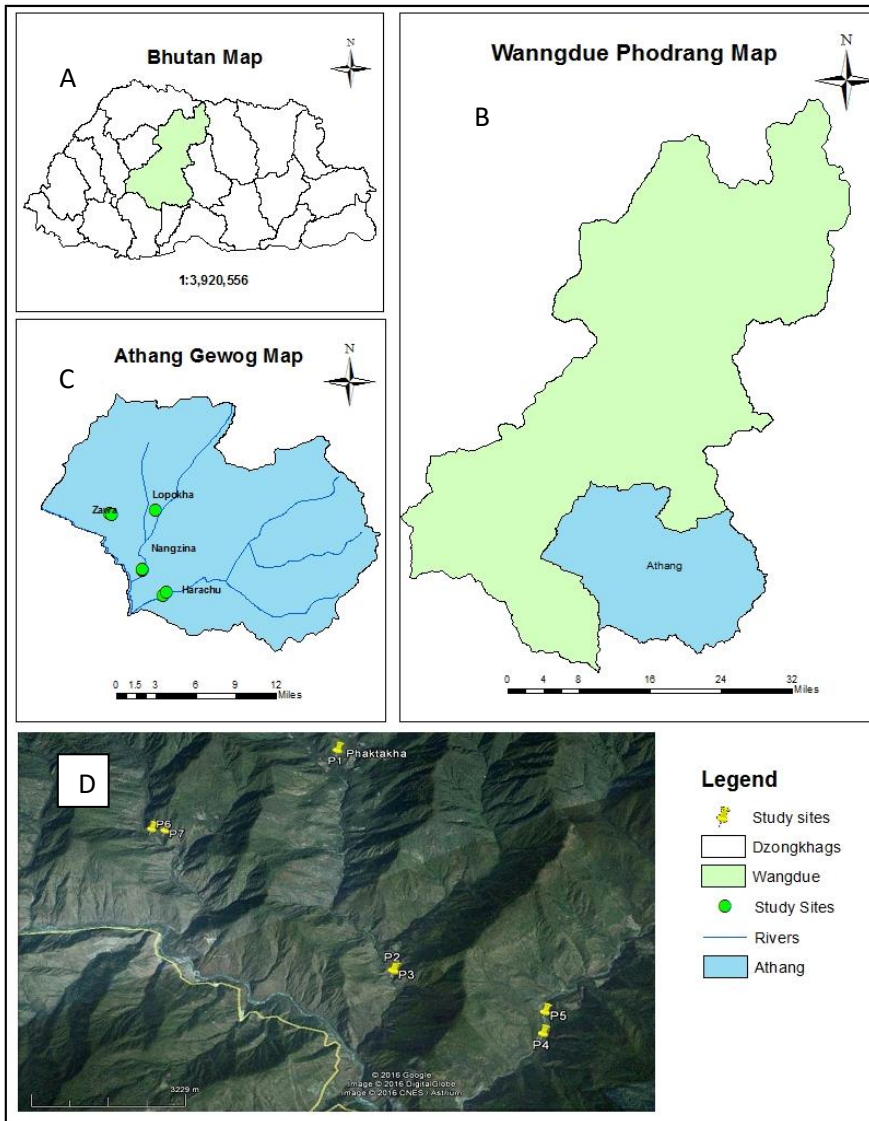 Bhutan Map
N
A
1:3,920,556
Wanngdue Phodrang Map
N
B
Athang
0 4 8 16 24 32
Miles
Athang Gewog Map
N
C
Zawa
Lopokha
Nangzina
Harachu
0 1.5 3 6 9 12
Miles
D
P1 Phaktakha
P6
P7
P2
P3
P5
P4
3229 m
© 2016 Google
Image © 2016 DigitalGlobe
Image © 2016 CNES / Astrium
Legend
Study sites
Dzongkhags
Wangdue
Study Sites
Rivers
Athang